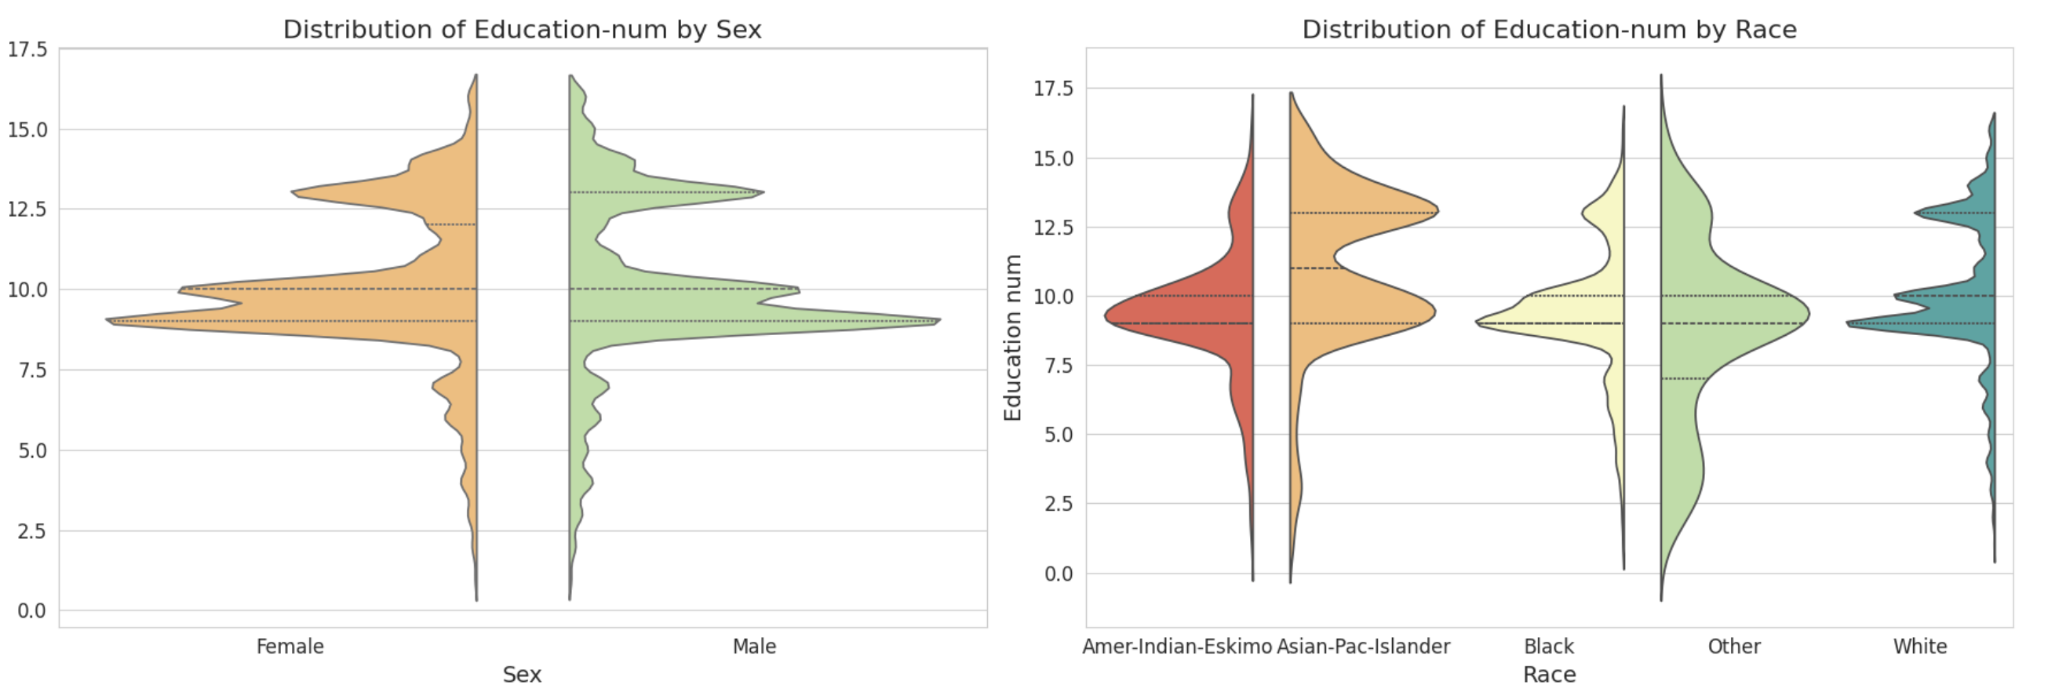 Distribution of Education-num by Sex
17.5
15.0
12.5
10.0
7.5
5.0
2.5
0.0
Female Male
Sex
Distribution of Education-num by Race
Education num
17.5
15.0
12.5
10.0
7.5
5.0
2.5
0.0
Amer-Indian-Eskimo Asian-Pac-Islander Black Other White
Race